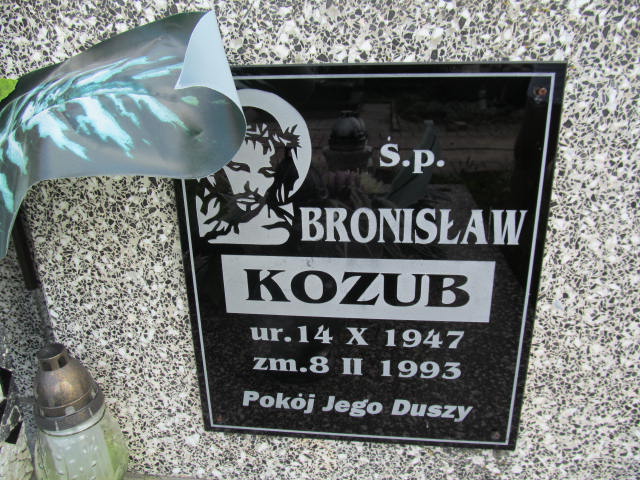 Ś.p.
BRONISŁAW
KOZUB
ur.14 X 1947
zm.8 II 1993
Pokój Jego Duszy